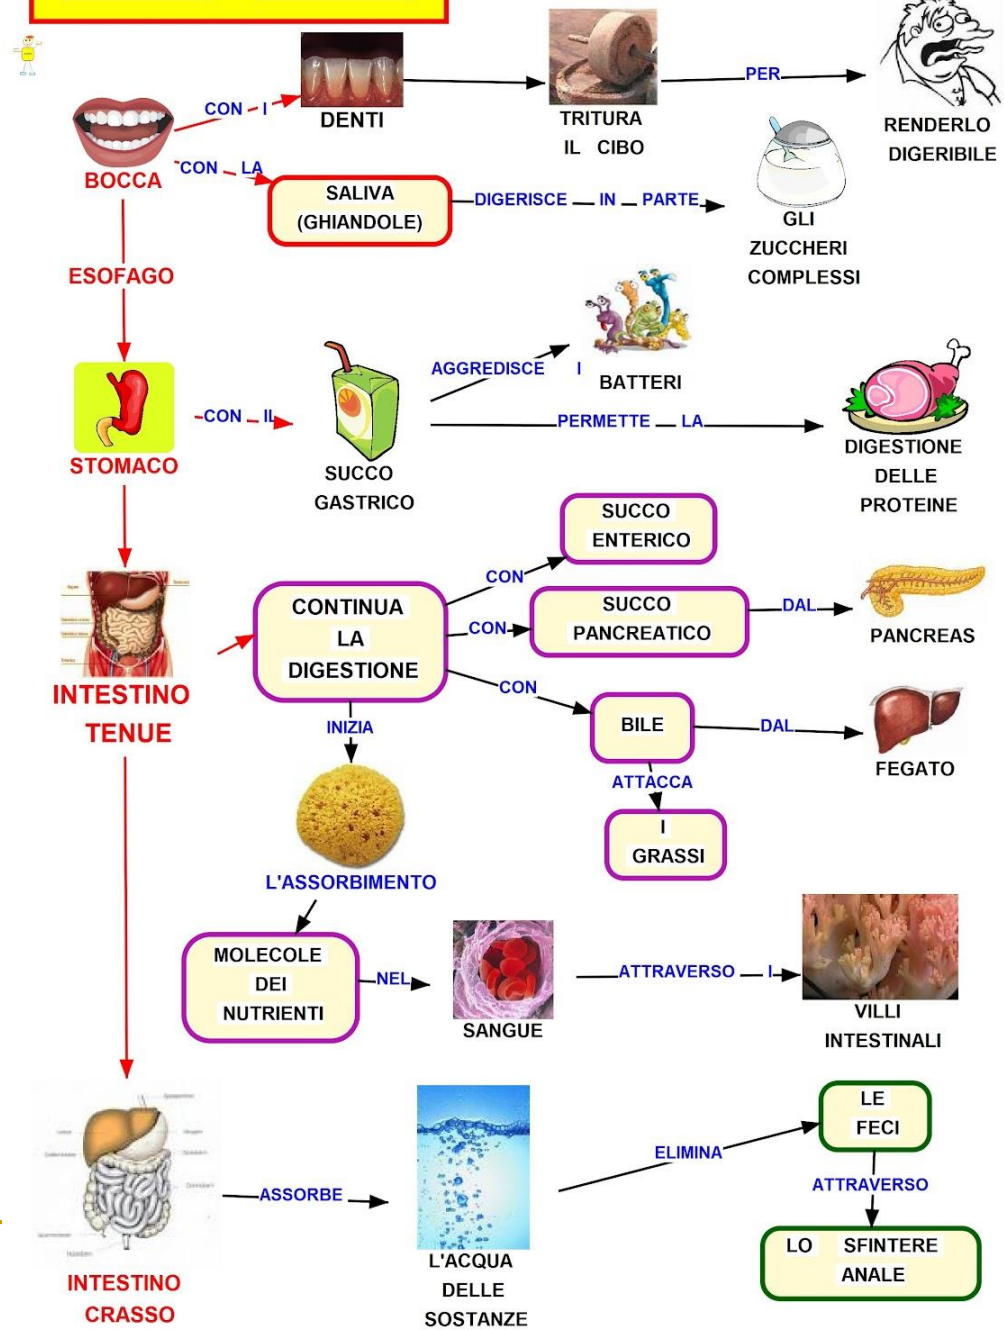 CON I
DENTI
TRITURA
IL CIBO
PER
RENDERLO
DIGERIBILE
BOCCA
CON LA
SALIVA
(GHIANDOLE)
DIGERISCE IN PARTE
GLI
ZUCCHERI
COMPLESSI
ESOFAGO
STOMACO
CON IL
SUCCO
GASTRICO
AGGREDISCE I
BATTERI
PERMETTE LA
DIGESTIONE
DELLE
PROTEINE
INTESTINO
TENUE
CONTINUA
LA
DIGESTIONE
CON
SUCCO
ENTERICO
CON
SUCCO
PANCREATICO
DAL
PANCREAS
CON
BILE
DAL
FEGATO
ATTACCA
I
GRASSI
INIZIA
L'ASSORBIMENTO
MOLECOLE
DEI
NUTRIENTI
NEL
SANGUE
ATTRAVERSO I
VILLI
INTESTINALI
INTESTINO
CRASSO
ASSORBE
L'ACQUA
DELLE
SOSTANZE
ELIMINA
LE
FECI
ATTRAVERSO
LO SFINTERE
ANALE